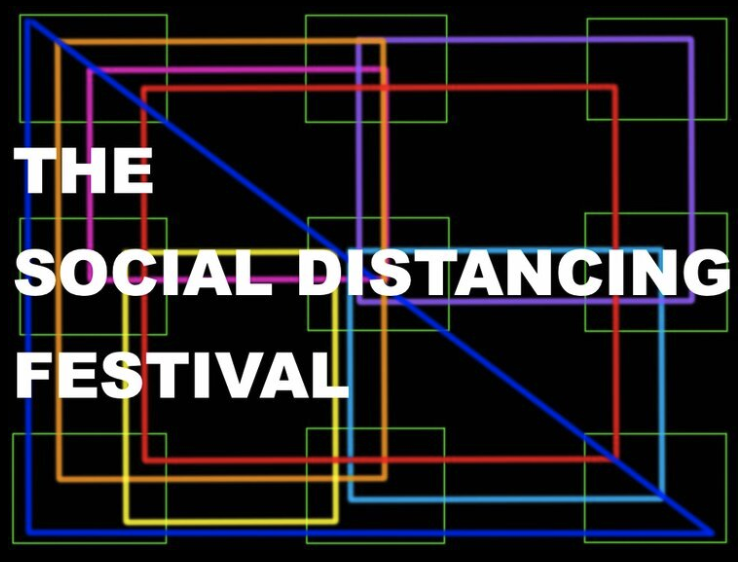 THE
SOCIAL DISTANCING
FESTIVAL